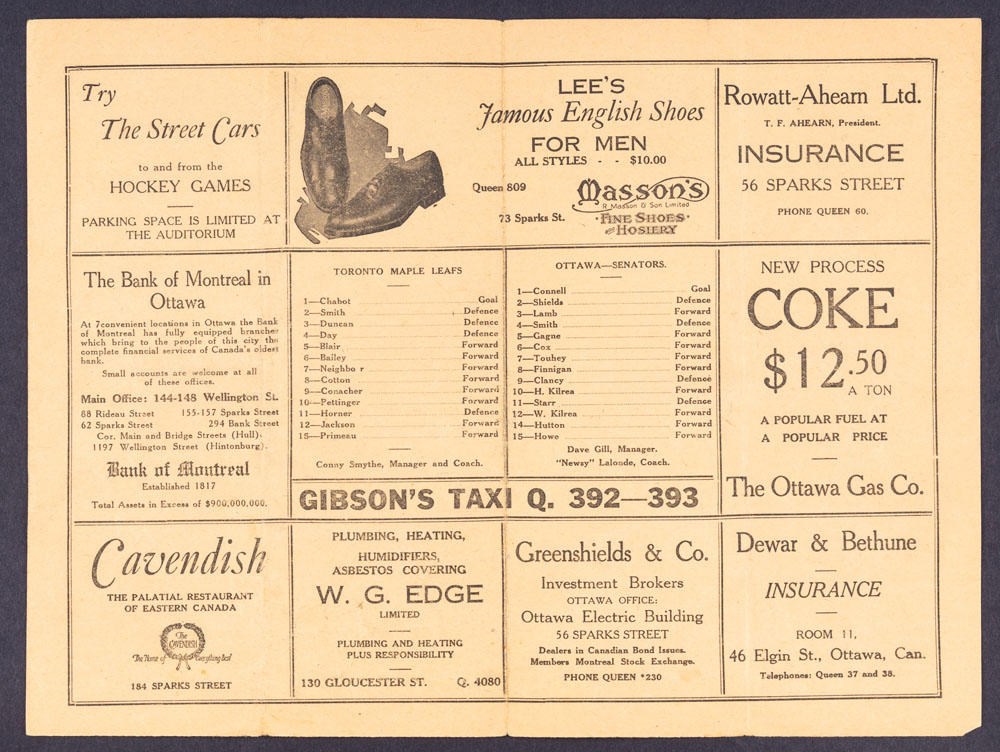 Try
The Street Cars
to and from the
HOCKEY GAMES
PARKING SPACE IS LIMITED AT
THE AUDITORIUM
LEE'S
Famous English Shoes
FOR MEN
ALL STYLES - - $10.00
Queen 809
Masson's
R. Masson & Son Limited
73 Sparks St.
FINE SHOES
& HOSIERY
Rowatt-Ahearn Ltd.
T. F. AHEARN, President.
INSURANCE
56 SPARKS STREET
PHONE QUEEN 60.
The Bank of Montreal in
Ottawa
At 7convenient locations in Ottawa the Bank
of Montreal has fully equipped branches
which bring to the people of this city the
complete financial services of Canada's oldest
bank.
Small accounts are welcome at all
of these offices.
Main Office: 144-148 Wellington St.
88 Rideau Street 155-157 Sparks Street
62 Sparks Street 294 Bank Street
Cor. Main and Bridge Streets (Hull).
1197 Wellington Street (Hintonburg).
Bank of Montreal
Established 1817
Total Assets in Excess of $900,000,000.
TORONTO MAPLE LEAFS
1—Chabot Goal
2—Smith Defence
3—Duncan Defence
4—Day Defence
5—Blair Forward
6—Bailey Forward
7—Neighbo r Forward
8—Cotton Forward
9—Conacher Forward
10—Pettinger Forward
11—Horner Defence
12—Jackson Forward
15—Primeau Forward
Conny Smythe, Manager and Coach.
OTTAWA—SENATORS.
1—Connell Goal
2—Shields Defence
3—Lamb Forward
4—Smith Defence
5—Gagne Forward
6—Cox Forward
7—Touhey Forward
8—Finnigan Forward
9—Clancy Defence
10—H. Kilrea Forward
11—Starr Defence
12—W. Kilrea Forward
14—Hutton Forward
15—Howe Forward
Dave Gill, Manager.
"Newsy" Lalonde, Coach.
GIBSON'S TAXI Q. 392—393
NEW PROCESS
COKE
$12.50
A TON
A POPULAR FUEL AT
A POPULAR PRICE
The Ottawa Gas Co.
Cavendish
THE PALATIAL RESTAURANT
OF EASTERN CANADA
The
CAVENDISH
The Home of Everything Best
184 SPARKS STREET
PLUMBING, HEATING,
HUMIDIFIERS,
ASBESTOS COVERING
W. G. EDGE
LIMITED
PLUMBING AND HEATING
PLUS RESPONSIBILITY
130 GLOUCESTER ST. Q. 4080
Greenshields & Co.
Investment Brokers
OTTAWA OFFICE:
Ottawa Electric Building
56 SPARKS STREET
Dealers in Canadian Bond Issues.
Members Montreal Stock Exchange.
PHONE QUEEN *230
Dewar & Bethune
INSURANCE
ROOM 11,
46 Elgin St., Ottawa, Can.
Telephones: Queen 37 and 38.